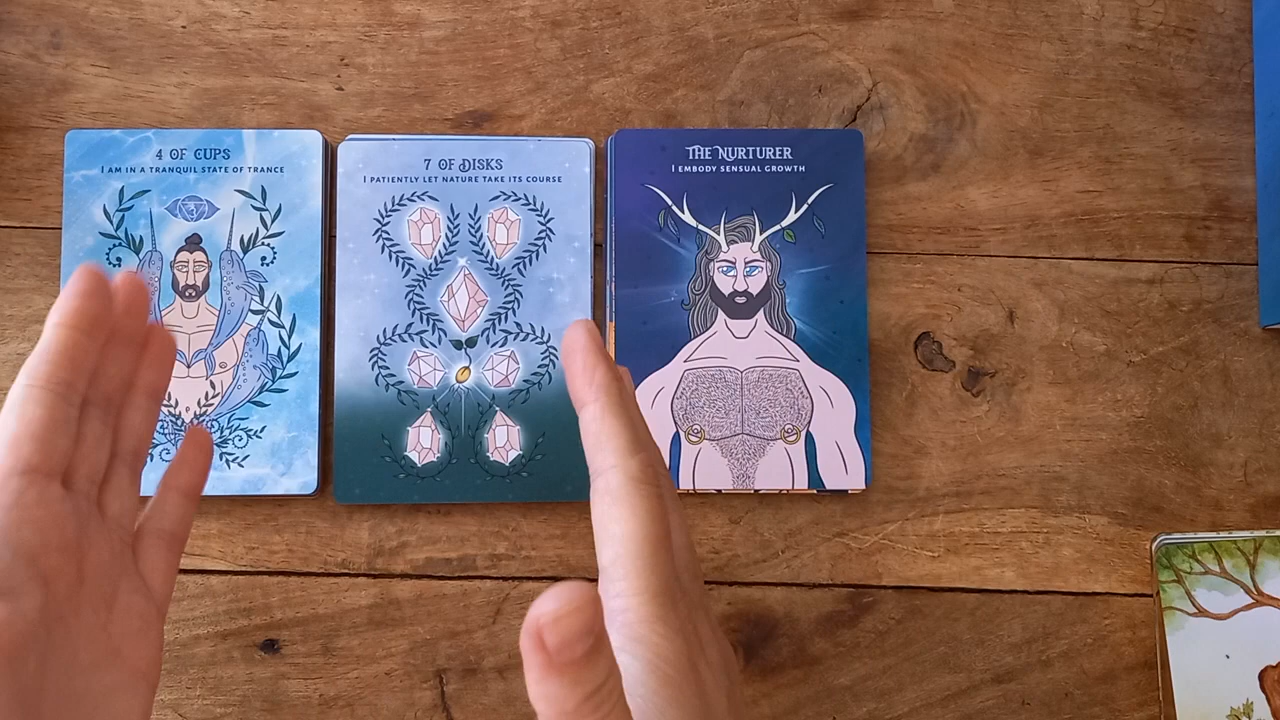 4 OF CUPS
I AM IN A TRANQUIL STATE OF TRANCE
7 OF DISKS
I PATIENTLY LET NATURE TAKE ITS COURSE
THE NURTURER
I EMBODY SENSUAL GROWTH